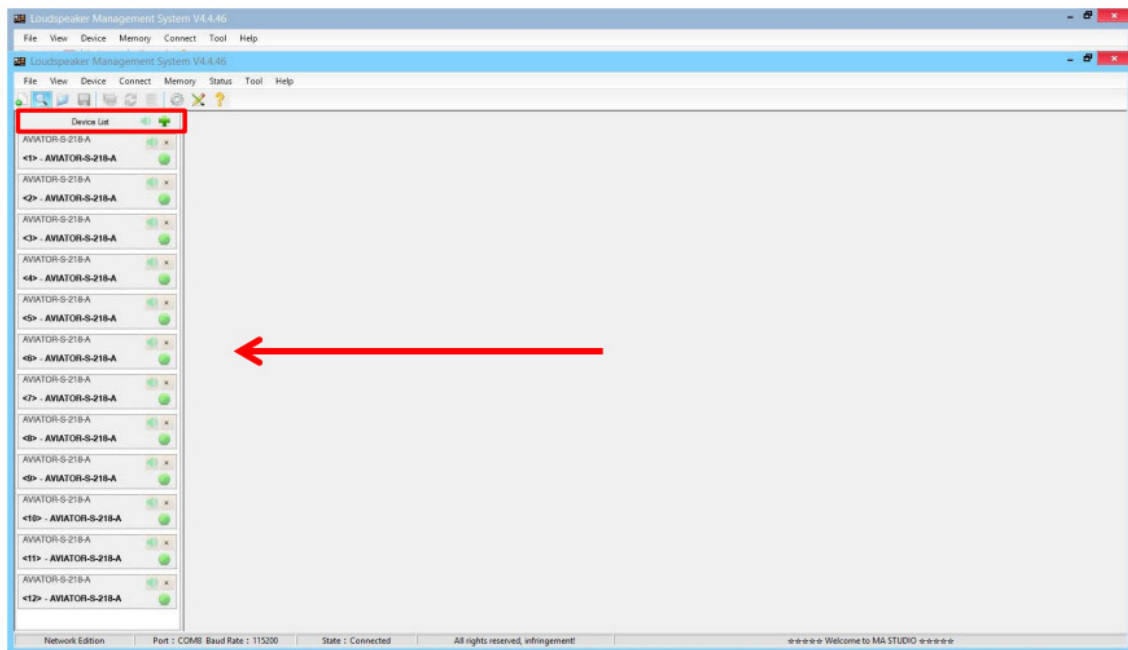 Loudspeaker Management System V4.4.46
File View Device Memory Connect Tool Help
Loudspeaker Management System V4.4.46
File View Device Connect Memory Status Tool Help
Device List
AVIATOR-S-218-A
<1> - AVIATOR-S-218-A
AVIATOR-S-218-A
<2> - AVIATOR-S-218-A
AVIATOR-S-218-A
<3> - AVIATOR-S-218-A
AVIATOR-S-218-A
<4> - AVIATOR-S-218-A
AVIATOR-S-218-A
<5> - AVIATOR-S-218-A
AVIATOR-S-218-A
<6> - AVIATOR-S-218-A
AVIATOR-S-218-A
<7> - AVIATOR-S-218-A
AVIATOR-S-218-A
<8> - AVIATOR-S-218-A
AVIATOR-S-218-A
<9> - AVIATOR-S-218-A
AVIATOR-S-218-A
<10> - AVIATOR-S-218-A
AVIATOR-S-218-A
<11> - AVIATOR-S-218-A
AVIATOR-S-218-A
<12> - AVIATOR-S-218-A
Network Edition Port : COM8 Baud Rate : 115200 State : Connected All rights reserved, infringement! ☆☆☆☆☆ Welcome to MA STUDIO ☆☆☆☆☆